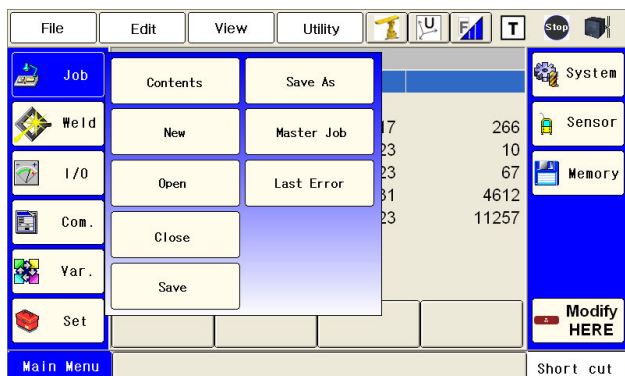 File Edit View Utility U F T Stop
Job
Weld
I/O
Com.
Var.
Set
Main Menu
Contents Save As
New Master Job
Open Last Error
Close
Save
17 266
23 10
23 67
31 4612
23 11257
System
Sensor
Memory
Modify
HERE
Short cut